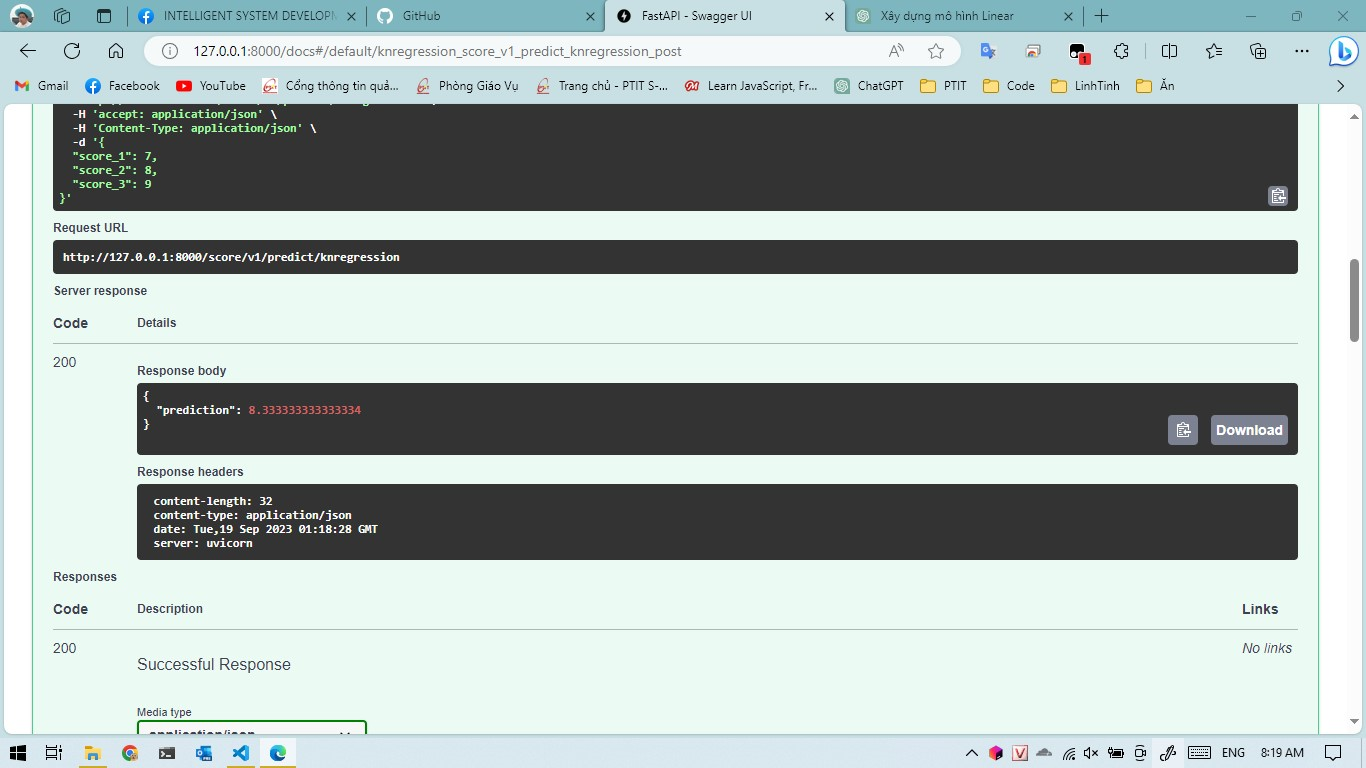 INTELLIGENT SYSTEM DEVELOPM
GitHub
FastAPI - Swagger UI
Xây dựng mô hình Linear
127.0.0.1:8000/docs#/default/knregression_score_v1_predict_knregression_post
1
Gmail
Facebook
YouTube
Cổng thông tin quả...
Phòng Giáo Vụ
Trang chủ - PTIT S-...
Learn JavaScript, Fr...
ChatGPT
PTIT
Code
LinhTinh
Ăn
-H 'accept: application/json' \
-H 'Content-Type: application/json' \
-d '{
"score_1": 7,
"score_2": 8,
"score_3": 9
}'
Request URL
http://127.0.0.1:8000/score/v1/predict/knregression
Server response
Code Details
200
Response body
{
"prediction": 8.333333333333334
}
Download
Response headers
content-length: 32
content-type: application/json
date: Tue,19 Sep 2023 01:18:28 GMT
server: uvicorn
Responses
Code Description Links
200
Successful Response
No links
Media type
application/json
ENG 8:19 AM